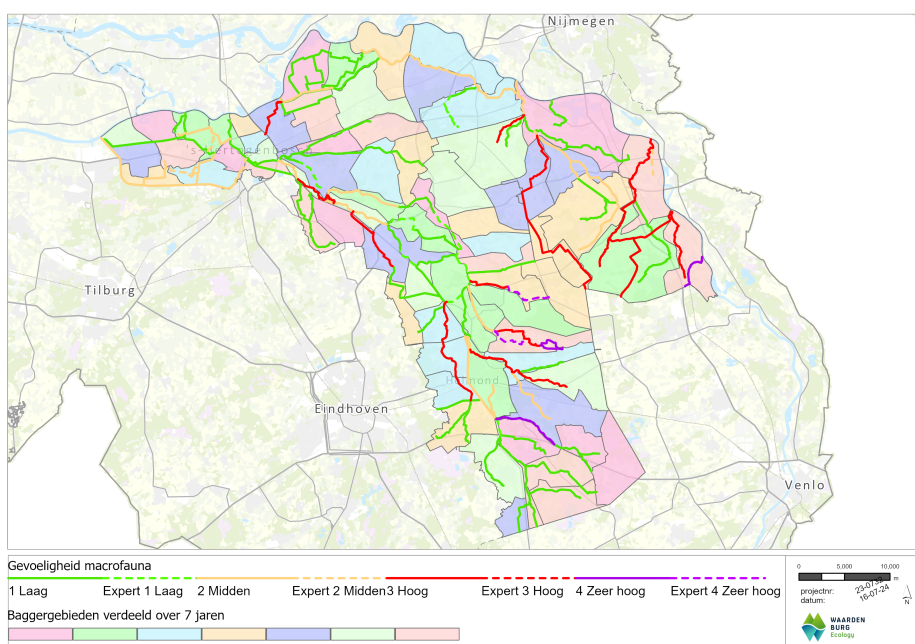 Nijmegen
's Hertogenbosch
Tilburg
Helmond
Eindhoven
Venlo
Gevoeligheid macrofauna
1 Laag Expert 1 Laag 2 Midden Expert 2 Midden 3 Hoog Expert 3 Hoog 4 Zeer hoog Expert 4 Zeer hoog
Baggergebieden verdeeld over 7 jaren
0 5,000 10,000
m
projectnr: 23-0732
datum: 16-07-24
N
WAARDEN
BURG
Ecology